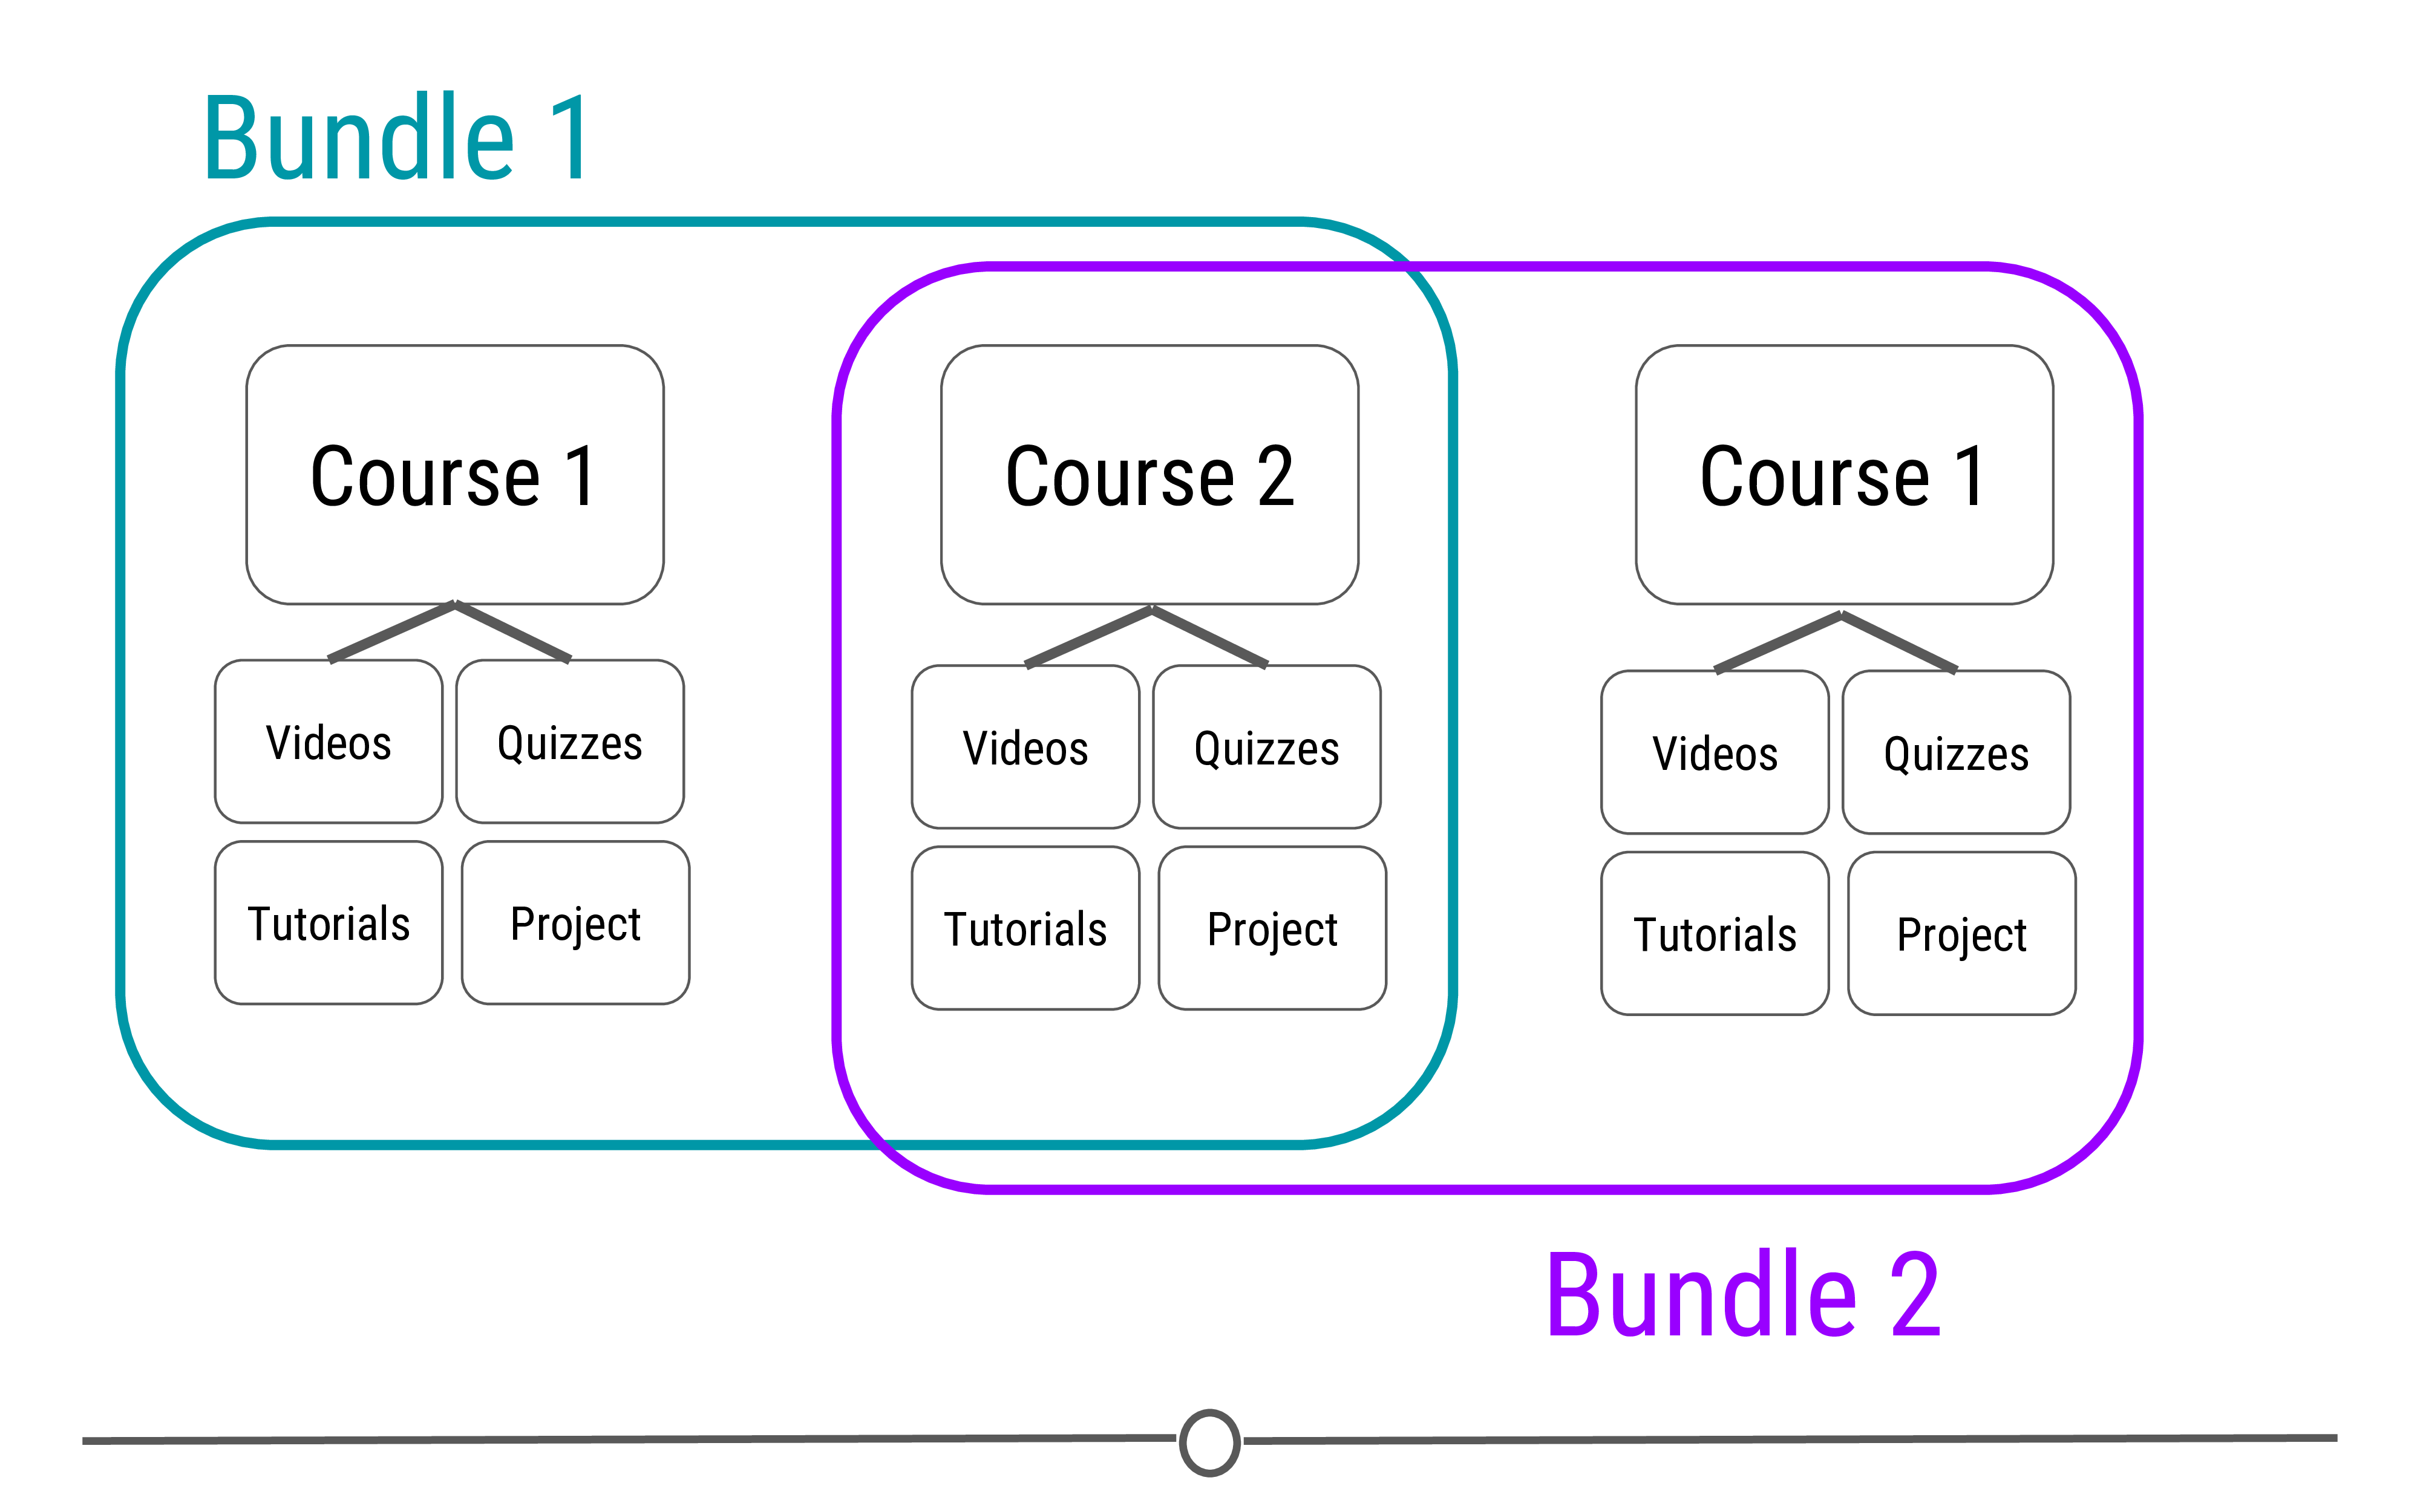 Bundle 1
Course 1
Course 2
Course 1
Videos
Quizzes
Videos
Quizzes
Videos
Quizzes
Tutorials
Project
Tutorials
Project
Tutorials
Project
Bundle 2